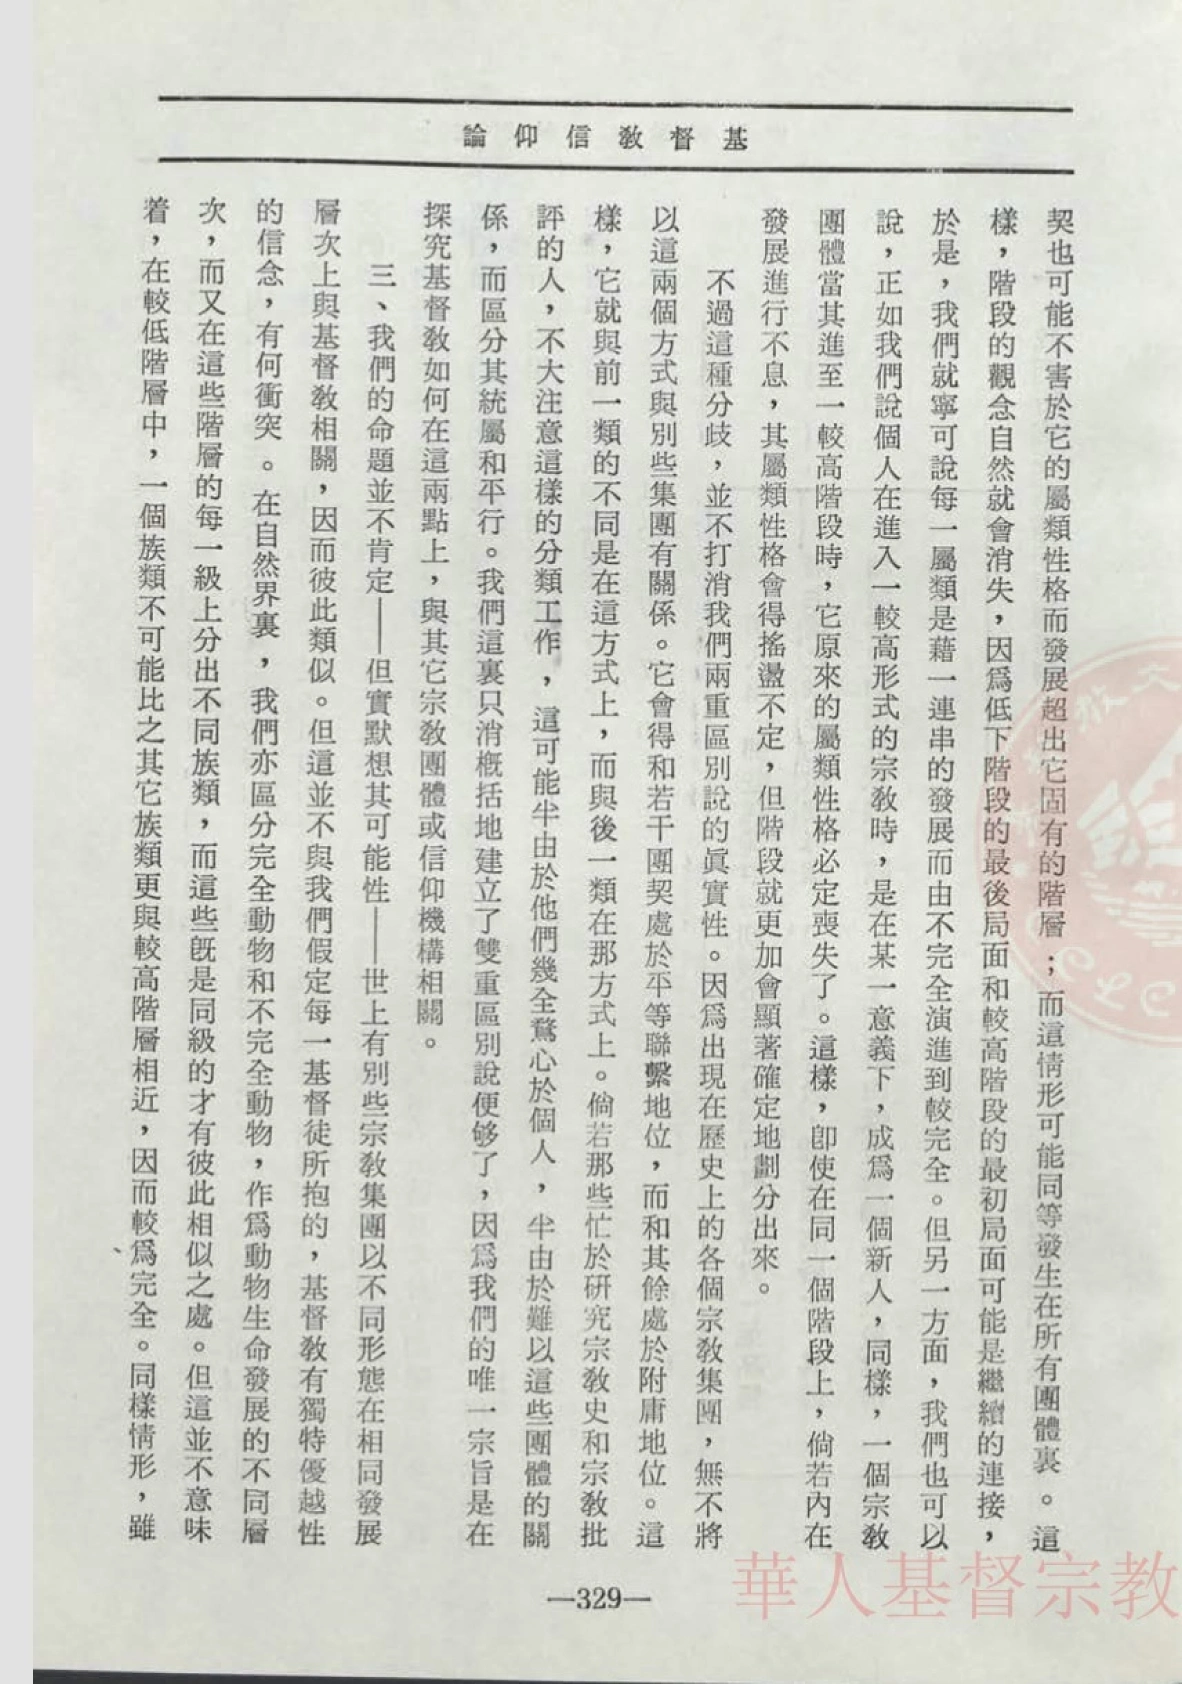 基督教信仰論
契也可能不害於它的屬類性格而發展超出它固有的階層；而這情形可能同等發生在所有團體裏。這
樣，階段的觀念自然就會消失，因爲低下階段的最後局面和較高階段的最初局面可能是繼續的連接，
於是，我們就寧可說每一屬類是藉一連串的發展而由不完全演進到較完全。但另一方面，我們也可以
說，正如我們說個人在進入一較高形式的宗教時，是在某一意義下，成爲一個新人，同樣，一個宗教
團體當其進至一較高階段時，它原來的屬類性格必定喪失了。這樣，卽使在同一個階段上，倘若內在
發展進行不息，其屬類性格會得搖盪不定，但階段就更加會顯著確定地劃分出來。
不過這種分歧，並不打消我們兩重區別說的眞實性。因爲出現在歷史上的各個宗教集團，無不將
以這兩個方式與別些集團有關係。它會得和若干團契處於平等聯繫地位，而和其餘處於附庸地位。這
樣，它就與前一類的不同是在這方式上，而與後一類在那方式上。倘若那些忙於研究宗教史和宗教批
評的人，不大注意這樣的分類工作，這可能半由於他們幾全騖心於個人，半由於難以這些團體的關
係，而區分其統屬和平行。我們這裏只消概括地建立了雙重區別說便够了，因爲我們的唯一宗旨是在
探究基督教如何在這兩點上，與其它宗教團體或信仰機構相關。
三、我們的命題並不肯定——但實默想其可能性——世上有別些宗教集團以不同形態在相同發展
層次上與基督教相關，因而彼此類似。但這並不與我們假定每一基督徒所抱的，基督教有獨特優越性
的信念，有何衝突。在自然界裏，我們亦區分完全動物和不完全動物，作爲動物生命發展的不同層
次，而又在這些階層的每一級上分出不同族類，而這些旣是同級的才有彼此相似之處。但這並不意味
着，在較低階層中，一個族類不可能比之其它族類更與較高階層相近，因而較爲完全。同樣情形，雖
—329—
華人基督宗教